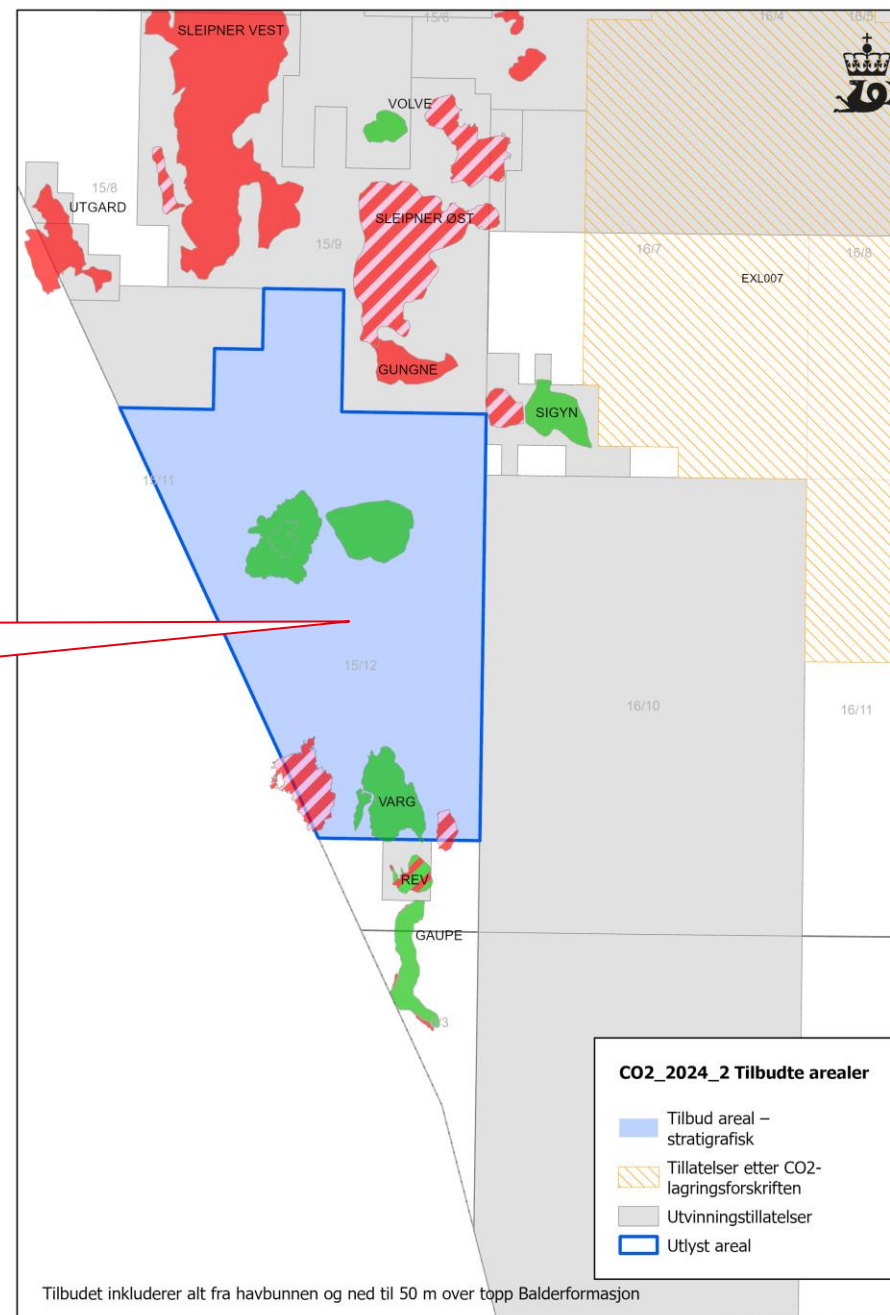 15/6
16/4
16/5
SLEIPNER VEST
VOLVE
15/8
UTGARD
SLEIPNER ØST
15/9
16/7
16/8
EXL007
GUNGNE
SIGYN
15/11
15/12
16/10
16/11
VARG
REV
GAUPE
CO2_2024_2 Tilbudte arealer
Tilbud areal –
stratigrafisk
Tillatelser etter CO2-
lagringsforskriften
Utvinningstillatelser
Utlyst areal
Tilbudet inkluderer alt fra havbunnen og ned til 50 m over topp Balderformasjon